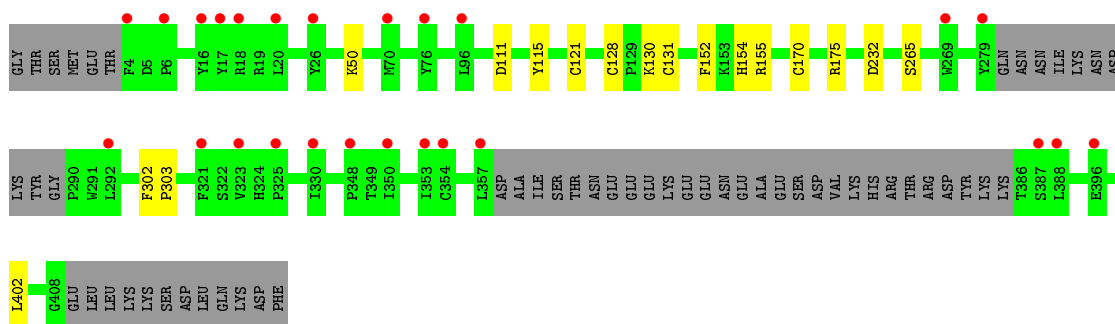 GLY THR SER MET GLU THR F4 D5 P6 Y16 Y17 R18 R19 L20 Y26 K50 M70 Y76 L96 D111 Y115 C121 C128 P129 K130 C131 F152 K153 H154 R155 C170 R175 D232 S265 W269 Y279 GLN ASN ASN ILE LYS ASN ASP
LYS TYR GLY P290 W291 L292 F302 P303 F321 S322 V323 H324 P325 I330 P348 T349 I350 I353 C354 L357 ASP ALA ILE SER THR ASN GLU GLU GLU LYS GLU GLU ASN GLU ALA GLU SER ASP VAL LYS HIS ARG THR ARG ASP TYR LYS LYS T386 S387 L388 E396
L402 G408 GLU LEU LEU LYS LYS SER ASP LEU GLN LYS ASP PHE